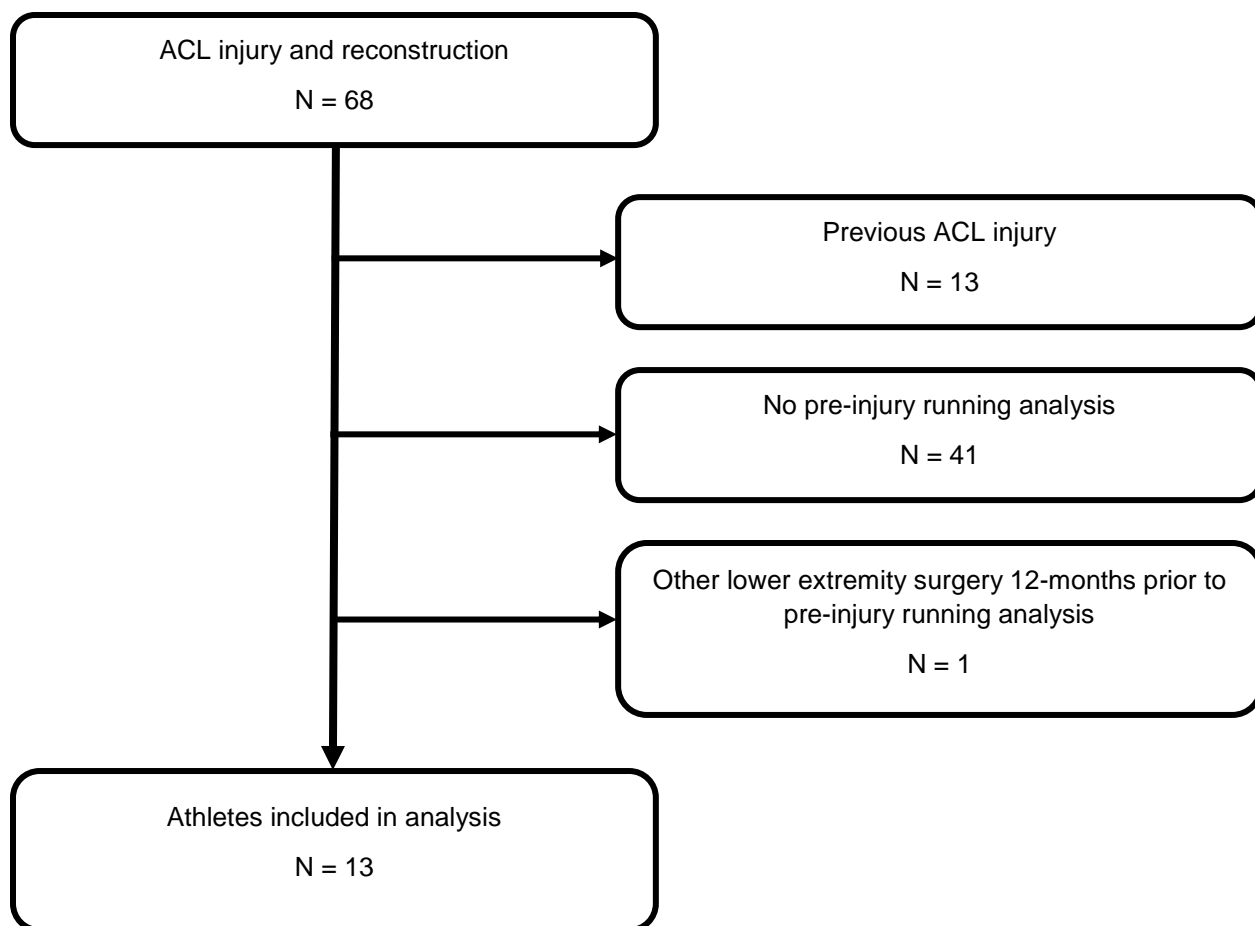 ACL injury and reconstruction
N = 68
Previous ACL injury
N = 13
No pre-injury running analysis
N = 41
Other lower extremity surgery 12-months prior to
pre-injury running analysis
N = 1
Athletes included in analysis
N = 13